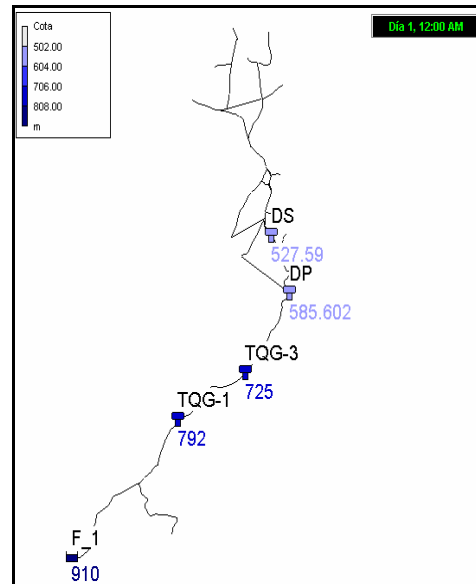 Cota
502.00
604.00
706.00
808.00
m
Día 1, 12:00 AM
DS
527.59
DP
585.602
TQG-3
725
TQG-1
792
F_1
910